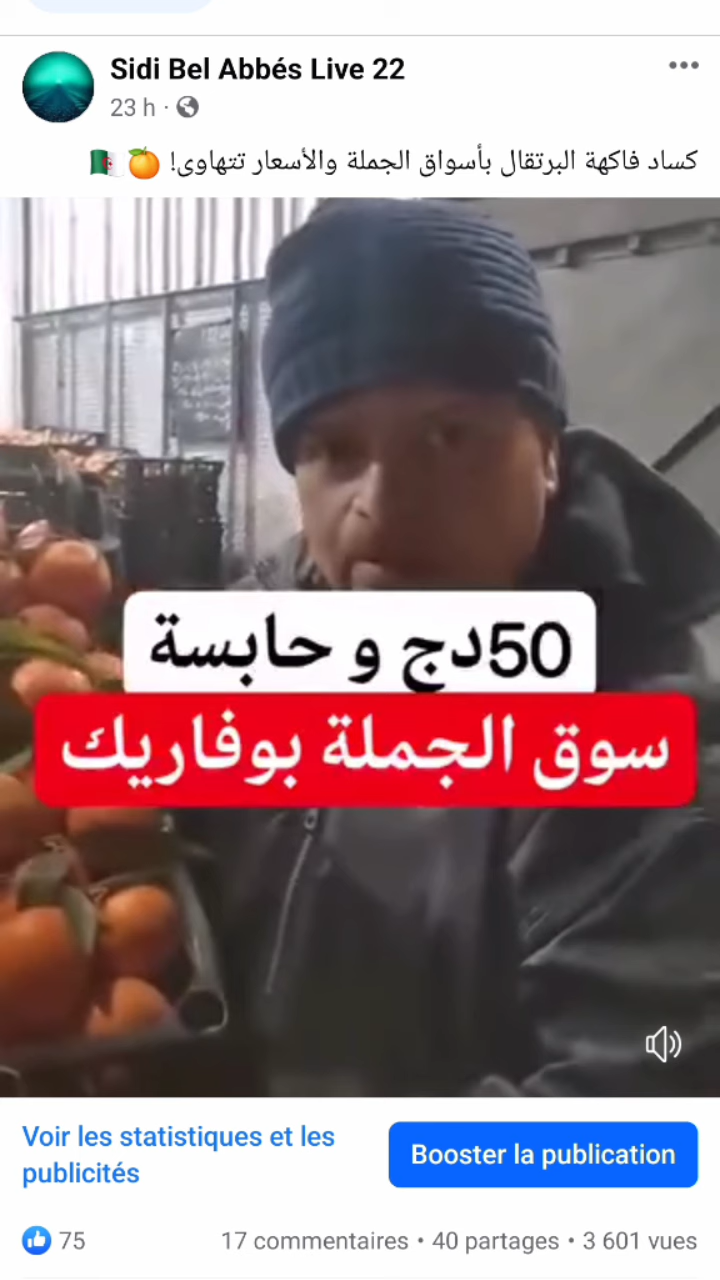 Sidi Bel Abbés Live 22
23 h ·
كساد فاكهة البرتقال بأسواق الجملة والأسعار تتهاوى! 🍊 🇩🇿
50دج و حابسة
سوق الجملة بوفاريك
Voir les statistiques et les
publicités
Booster la publication
75
17 commentaires • 40 partages • 3 601 vues